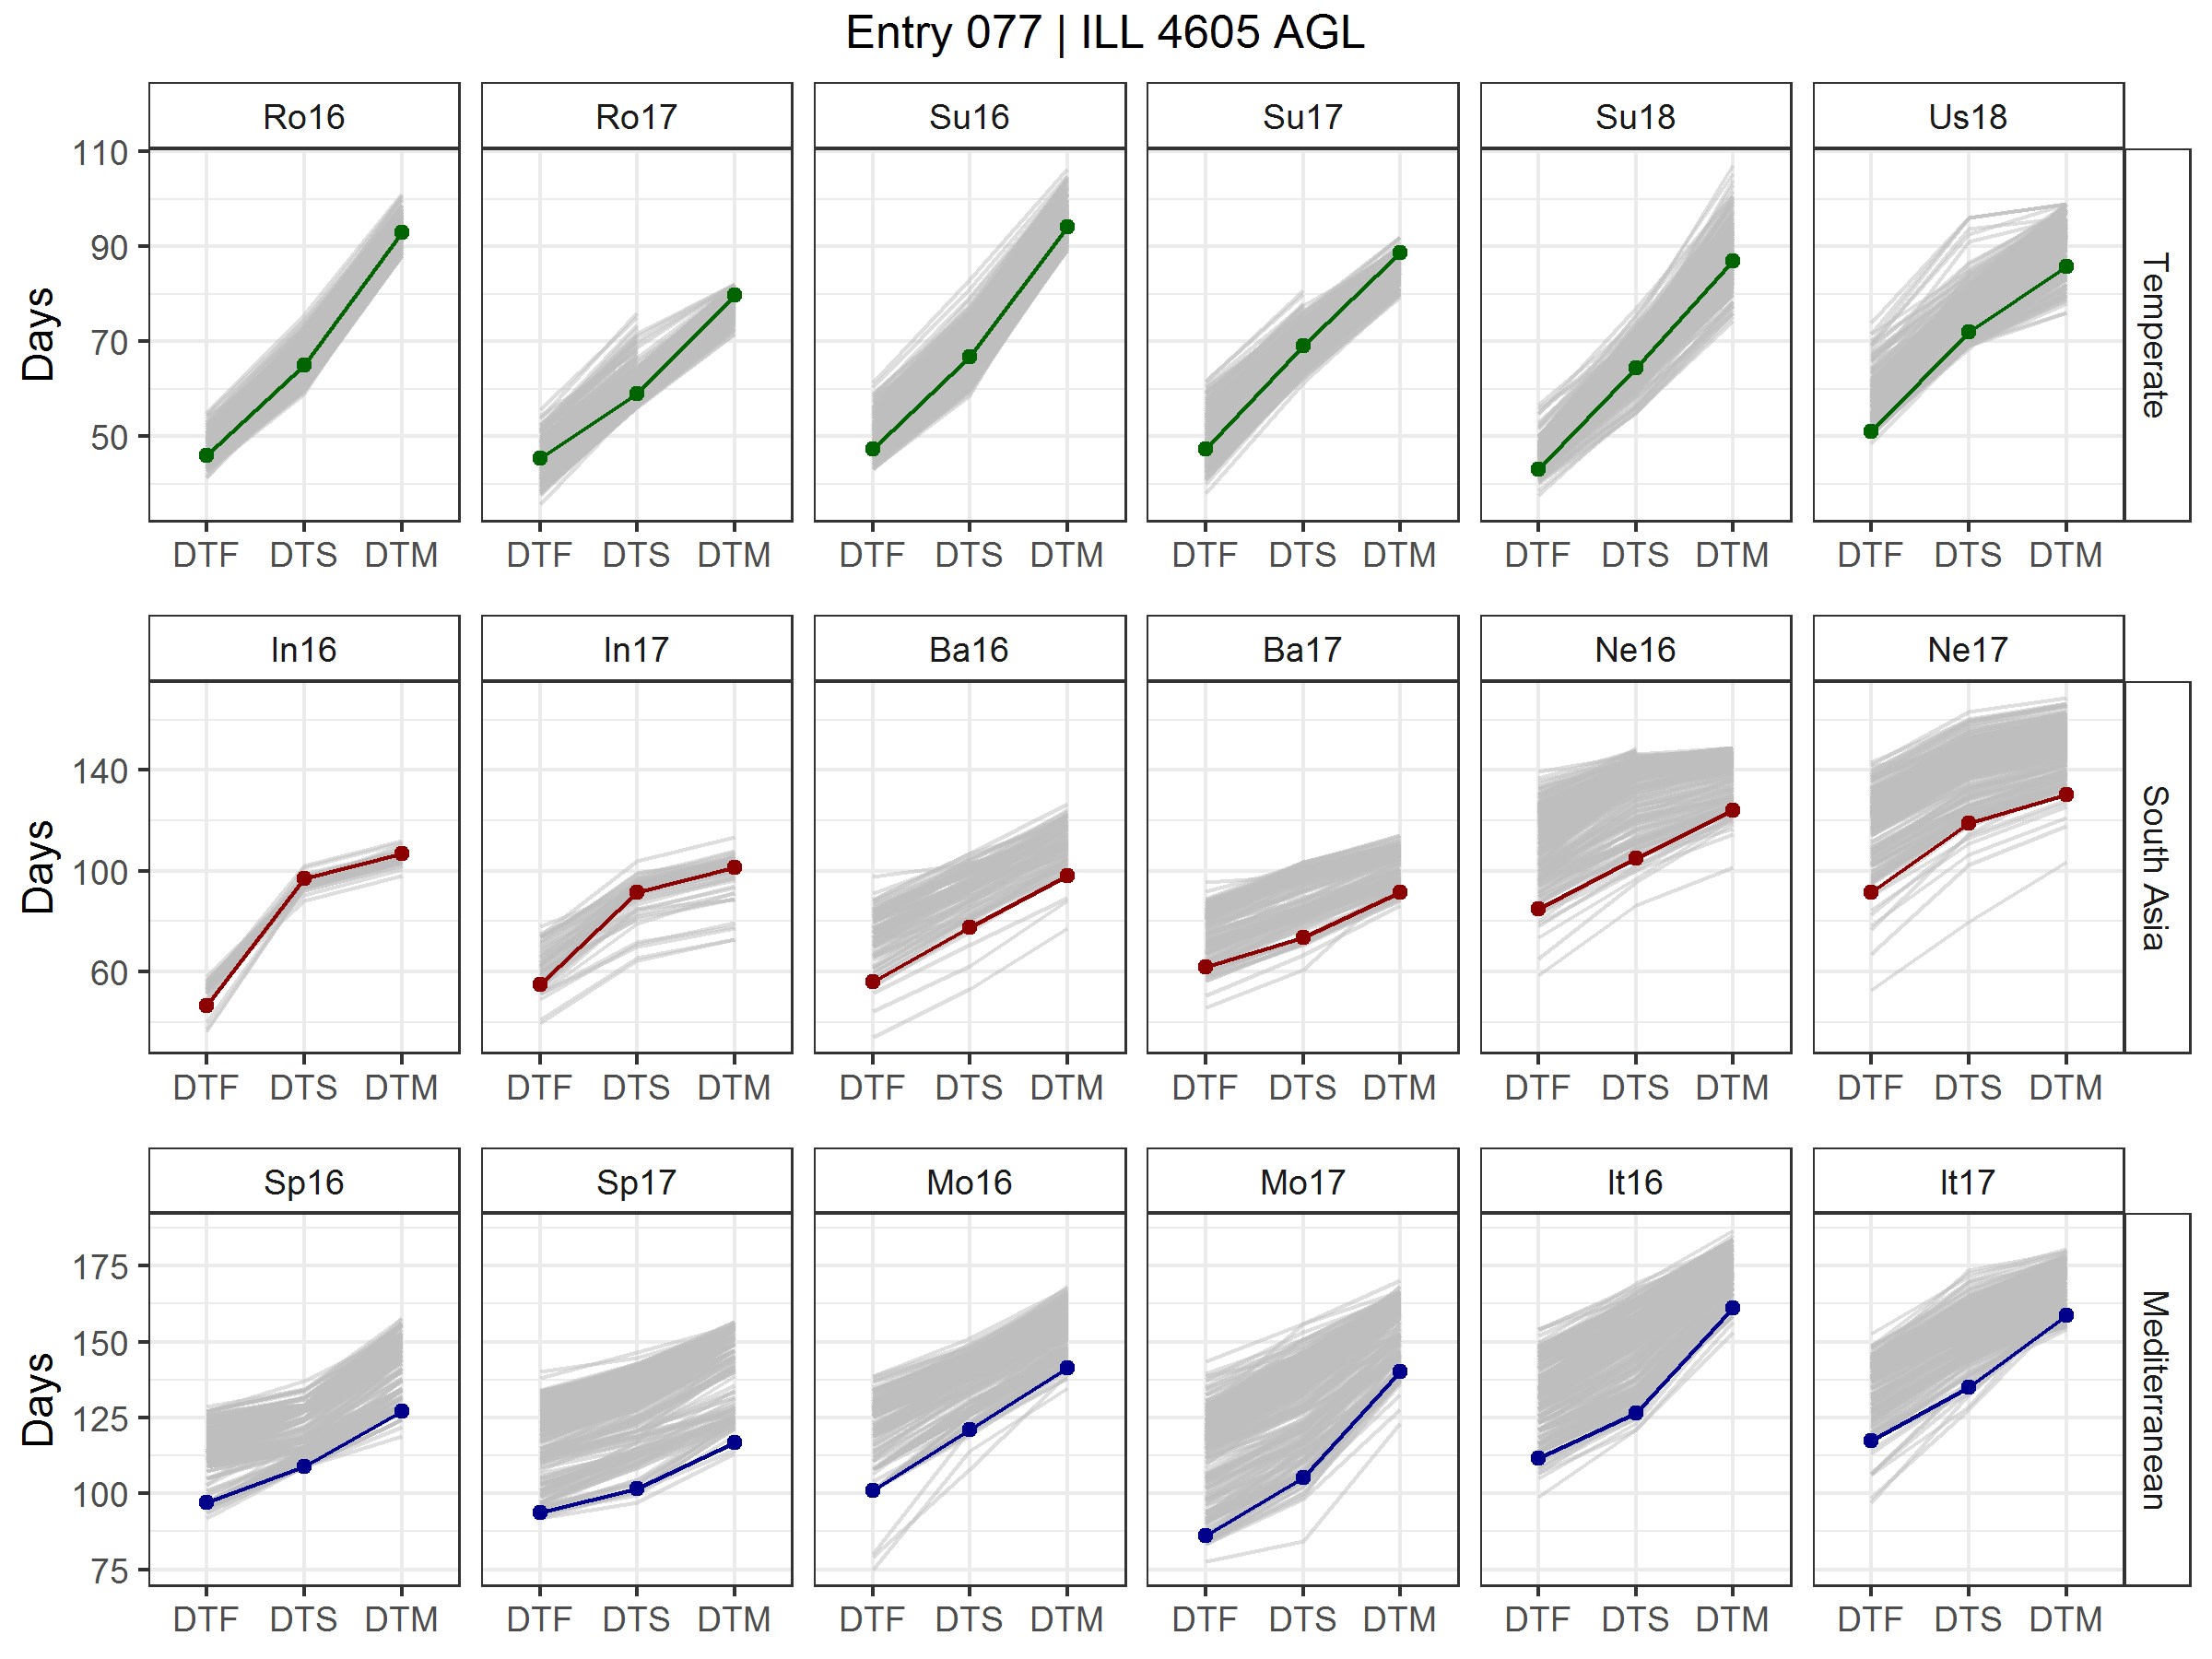 Entry 077 | ILL 4605 AGL
Ro16 Ro17 Su16 Su17 Su18 Us18
110
90
70
50
Days
Temperate
DTF DTS DTM DTF DTS DTM DTF DTS DTM DTF DTS DTM DTF DTS DTM DTF DTS DTM
In16 In17 Ba16 Ba17 Ne16 Ne17
140
100
60
Days
South Asia
DTF DTS DTM DTF DTS DTM DTF DTS DTM DTF DTS DTM DTF DTS DTM DTF DTS DTM
Sp16 Sp17 Mo16 Mo17 It16 It17
175
150
125
100
75
Days
Mediterranean
DTF DTS DTM DTF DTS DTM DTF DTS DTM DTF DTS DTM DTF DTS DTM DTF DTS DTM